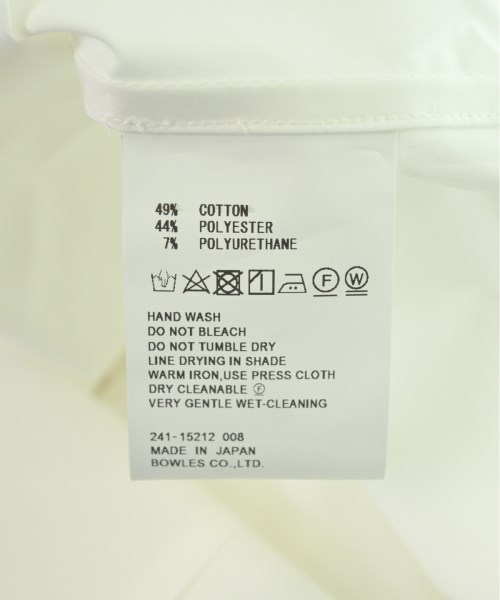 49% COTTON
44% POLYESTER
7% POLYURETHANE
F W
HAND WASH
DO NOT BLEACH
DO NOT TUMBLE DRY
LINE DRYING IN SHADE
WARM IRON,USE PRESS CLOTH
DRY CLEANABLE Ⓕ
VERY GENTLE WET-CLEANING
241-15212 008
MADE IN JAPAN
BOWLES CO.,LTD.